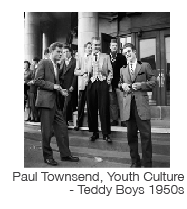 Paul Townsend, Youth Culture
- Teddy Boys 1950s